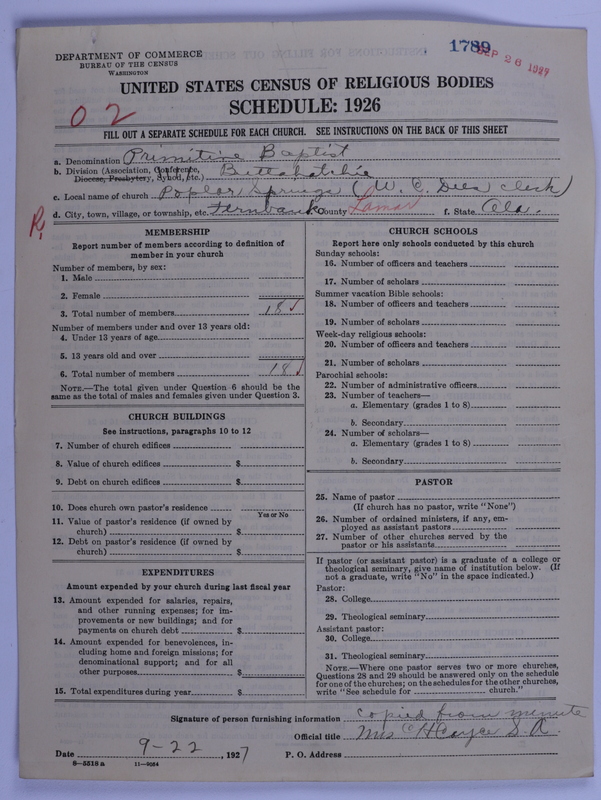 1789
SEP 26 1927
DEPARTMENT OF COMMERCE
BUREAU OF THE CENSUS
WASHINGTON
UNITED STATES CENSUS OF RELIGIOUS BODIES
SCHEDULE: 1926
02
FILL OUT A SEPARATE SCHEDULE FOR EACH CHURCH. SEE INSTRUCTIONS ON THE BACK OF THIS SHEET
a. Denomination Primitive Baptist
b. Division (Association, Conference, Diocese, Presbytery, Synod, etc.) Buttahatchie
c. Local name of church Poplar Springs (W. C. Dees clerk)
d. City, town, village, or township, etc. Fernbank County Lamar f. State Ala.
R,
MEMBERSHIP
Report number of members according to definition of
member in your church
Number of members, by sex:
1. Male
2. Female
3. Total number of members 18
Number of members under and over 13 years old:
4. Under 13 years of age
5. 13 years old and over
6. Total number of members 18
NOTE.—The total given under Question 6 should be the
same as the total of males and females given under Question 3.
CHURCH BUILDINGS
See instructions, paragraphs 10 to 12
7. Number of church edifices
8. Value of church edifices $
9. Debt on church edifices $
10. Does church own pastor's residence
Yes or No
11. Value of pastor's residence (if owned by
church) $
12. Debt on pastor's residence (if owned by
church) $
EXPENDITURES
Amount expended by your church during last fiscal year
13. Amount expended for salaries, repairs,
and other running expenses; for im-
provements or new buildings; and for
payments on church debt $
14. Amount expended for benevolences, in-
cluding home and foreign missions; for
denominational support; and for all
other purposes $
15. Total expenditures during year $
CHURCH SCHOOLS
Report here only schools conducted by this church
Sunday schools:
16. Number of officers and teachers
17. Number of scholars
Summer vacation Bible schools:
18. Number of officers and teachers
19. Number of scholars
Week-day religious schools:
20. Number of officers and teachers
21. Number of scholars
Parochial schools:
22. Number of administrative officers
23. Number of teachers—
a. Elementary (grades 1 to 8)
b. Secondary
24. Number of scholars—
a. Elementary (grades 1 to 8)
b. Secondary
PASTOR
25. Name of pastor
(If church has no pastor, write "None")
26. Number of ordained ministers, if any, em-
ployed as assistant pastors
27. Number of other churches served by the
pastor or his assistants
If pastor (or assistant pastor) is a graduate of a college or
theological seminary, give name of institution below. (If
not a graduate, write "No" in the space indicated.)
Pastor:
28. College
29. Theological seminary
Assistant pastor:
30. College
31. Theological seminary
NOTE.—Where one pastor serves two or more churches,
Questions 28 and 29 should be answered only on the schedule
for one of the churches; on the schedules for the other churches,
write "See schedule for church."
Signature of person furnishing information copied from minute
Official title Mrs C H Cayce S. A.
Date 9-22, 1927 P. O. Address
8-5518 a 11-9064